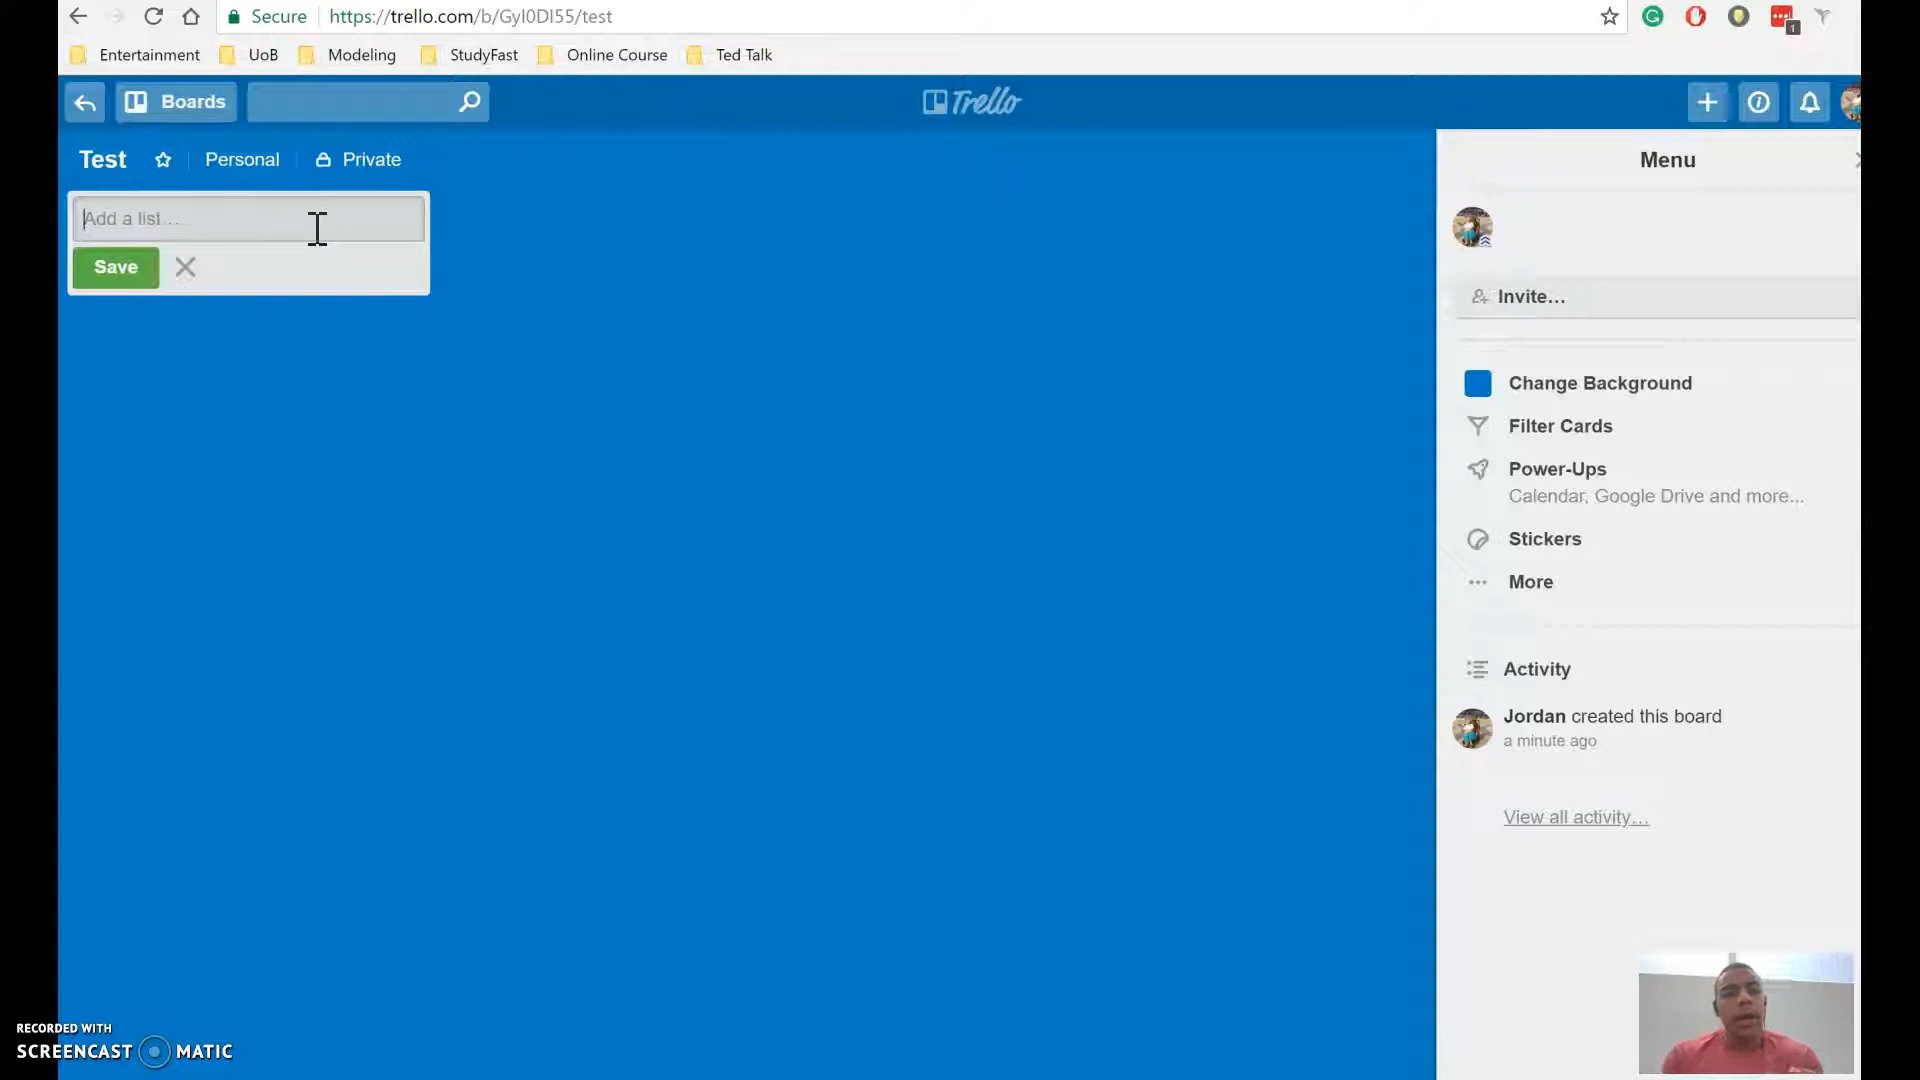 Secure
https://trello.com/b/GyI0DI55/test
Entertainment UoB Modeling StudyFast Online Course Ted Talk
Boards
Trello
1
Test Personal Private
Menu
Add a list…
Save
Invite…
Change Background
Filter Cards
Power-Ups
Calendar, Google Drive and more...
Stickers
More
Activity
Jordan created this board
a minute ago
View all activity…
RECORDED WITH
SCREENCAST MATIC